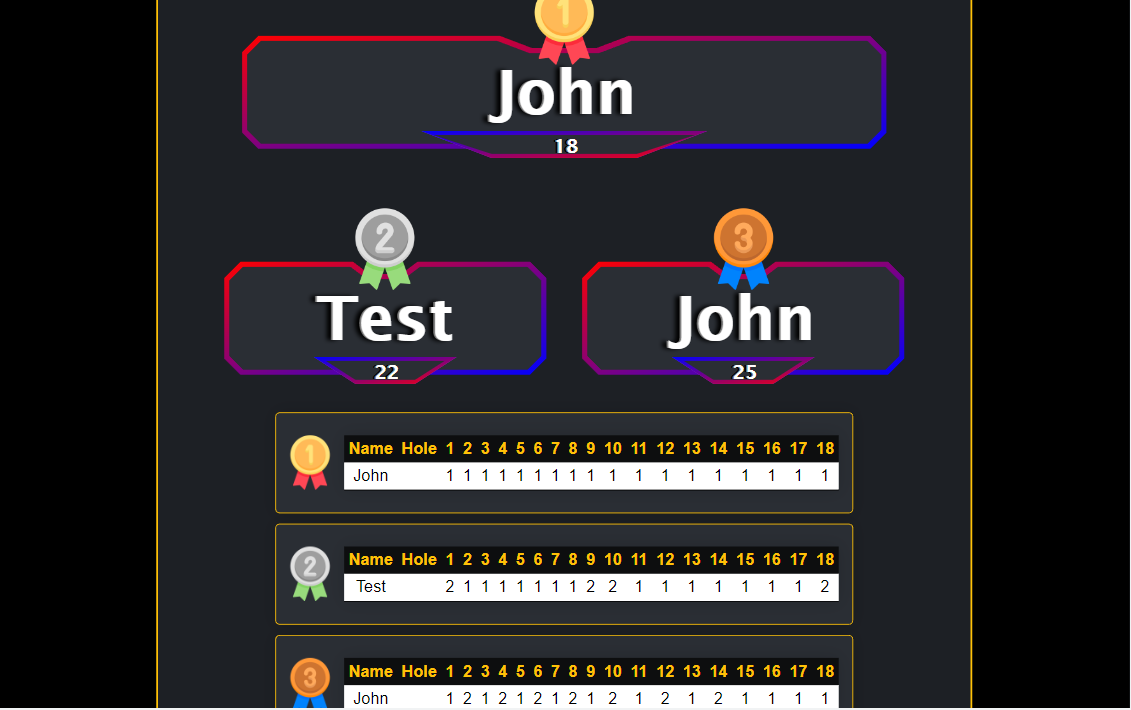 1
John
18
2
3
Test
John
22
25
1
Name Hole 1 2 3 4 5 6 7 8 9 10 11 12 13 14 15 16 17 18
John 1 1 1 1 1 1 1 1 1 1 1 1 1 1 1 1 1 1
2
Name Hole 1 2 3 4 5 6 7 8 9 10 11 12 13 14 15 16 17 18
Test 2 1 1 1 1 1 1 1 2 2 1 1 1 1 1 1 1 2
3
Name Hole 1 2 3 4 5 6 7 8 9 10 11 12 13 14 15 16 17 18
John 1 2 1 2 1 2 1 2 1 2 1 2 1 2 1 1 1 1